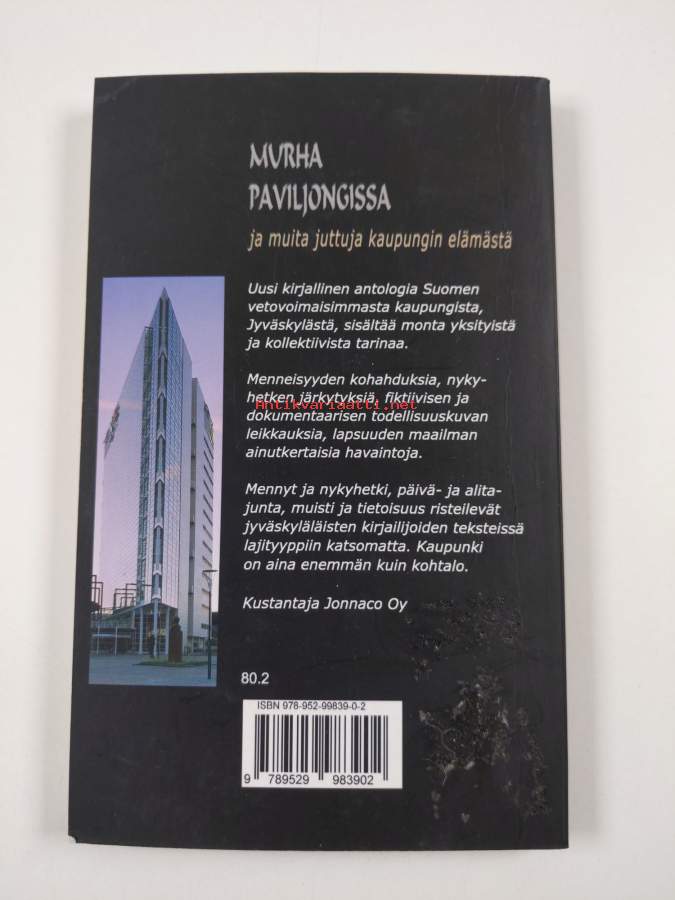 MURHA
PAVILJONGISSA
ja muita juttuja kaupungin elämästä
Uusi kirjallinen antologia Suomen
vetovoimaisimmasta kaupungista,
Jyväskylästä, sisältää monta yksityistä
ja kollektiivista tarinaa.
Menneisyyden kohahduksia, nyky-
hetken järkytyksiä, fiktiivisen ja
Antikvariaatti.net
dokumentaarisen todellisuuskuvan
leikkauksia, lapsuuden maailman
ainutkertaisia havaintoja.
Mennyt ja nykyhetki, päivä- ja alita-
junta, muisti ja tietoisuus risteilevät
jyväskyläläisten kirjailijoiden teksteissä
lajityyppiin katsomatta. Kaupunki
on aina enemmän kuin kohtalo.
Kustantaja Jonnaco Oy
80.2
ISBN 978-952-99839-0-2
9 789529 983902